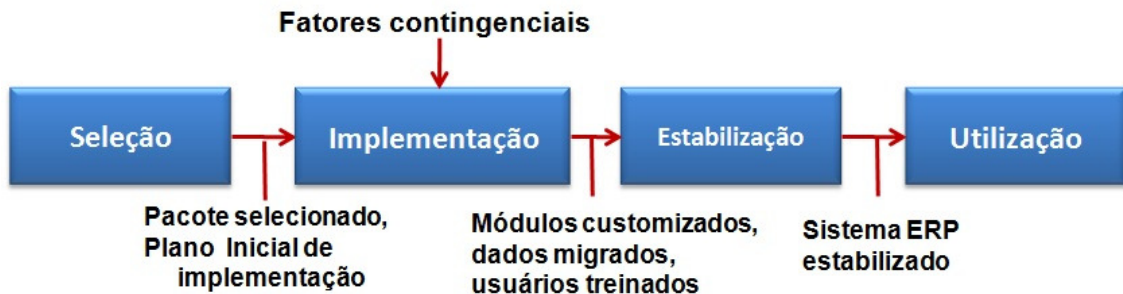 Fatores contingenciais
Seleção
Implementação
Estabilização
Utilização
Pacote selecionado,
Plano Inicial de
implementação
Módulos customizados,
dados migrados,
usuários treinados
Sistema ERP
estabilizado